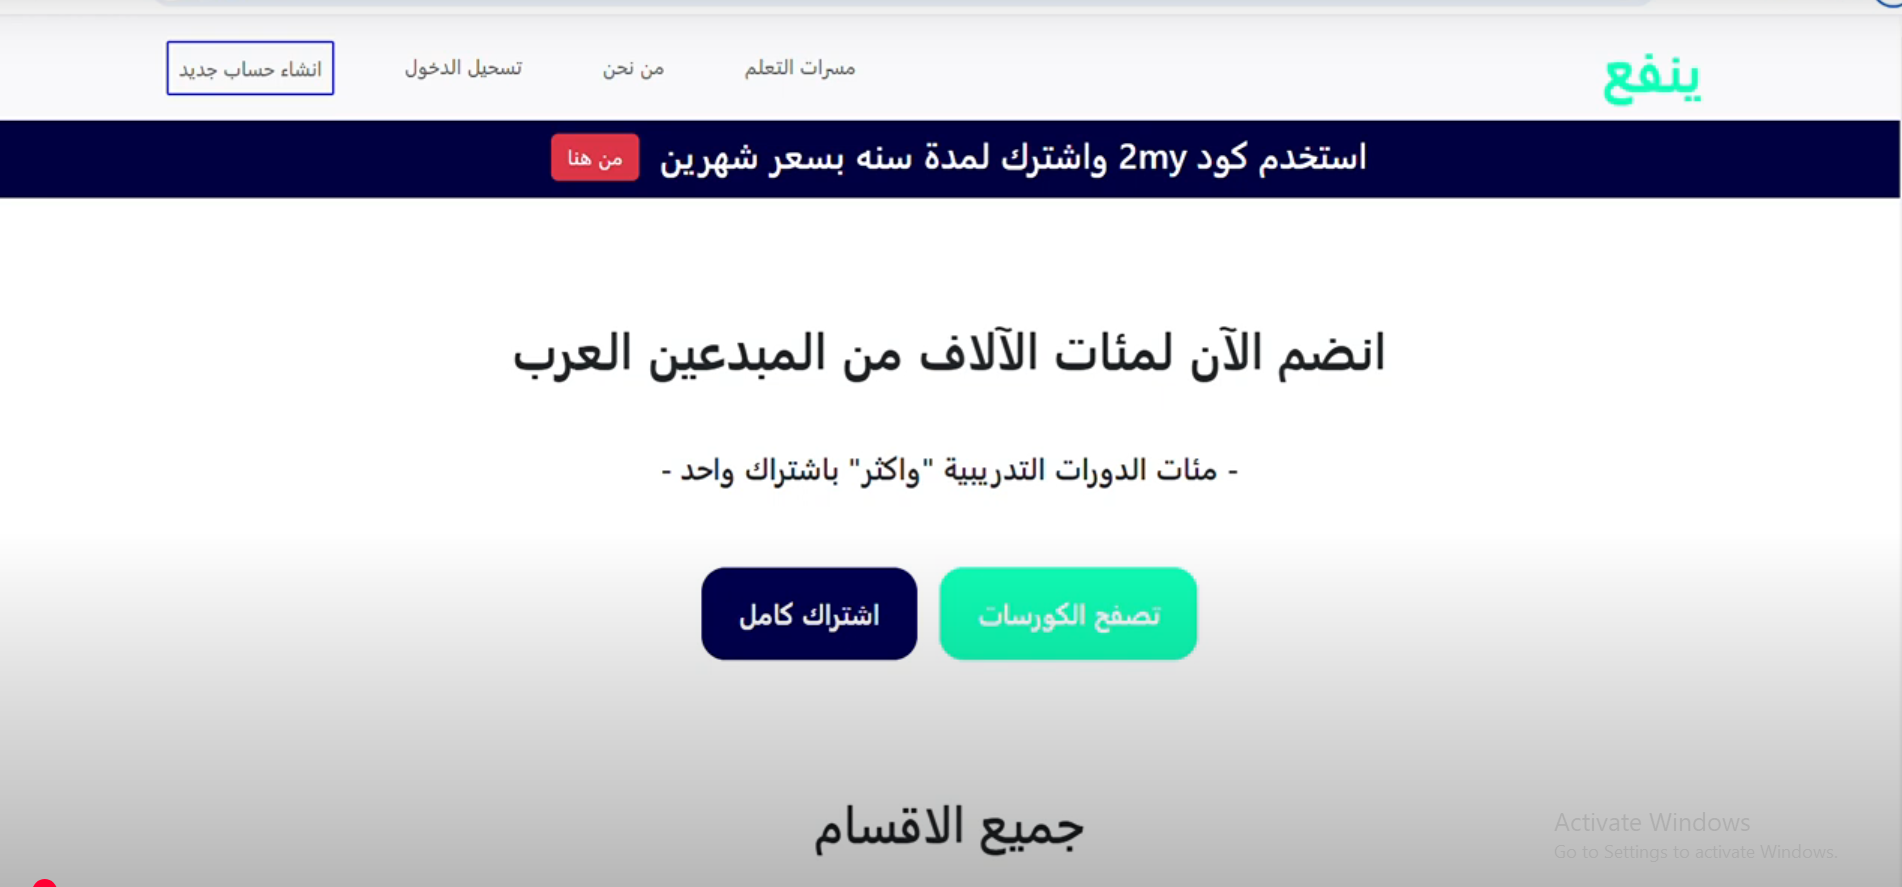 ينفع
مسرات التعلم
من نحن
تسحيل الدخول
انشاء حساب جديد
استخدم كود 2my واشترك لمدة سنه بسعر شهرين
من هنا
انضم الآن لمئات الآلاف من المبدعين العرب
- مئات الدورات التدريبية "واكثر" باشتراك واحد -
تصفح الكورسات
اشتراك كامل
جميع الاقسام
Activate Windows
Go to Settings to activate Windows.